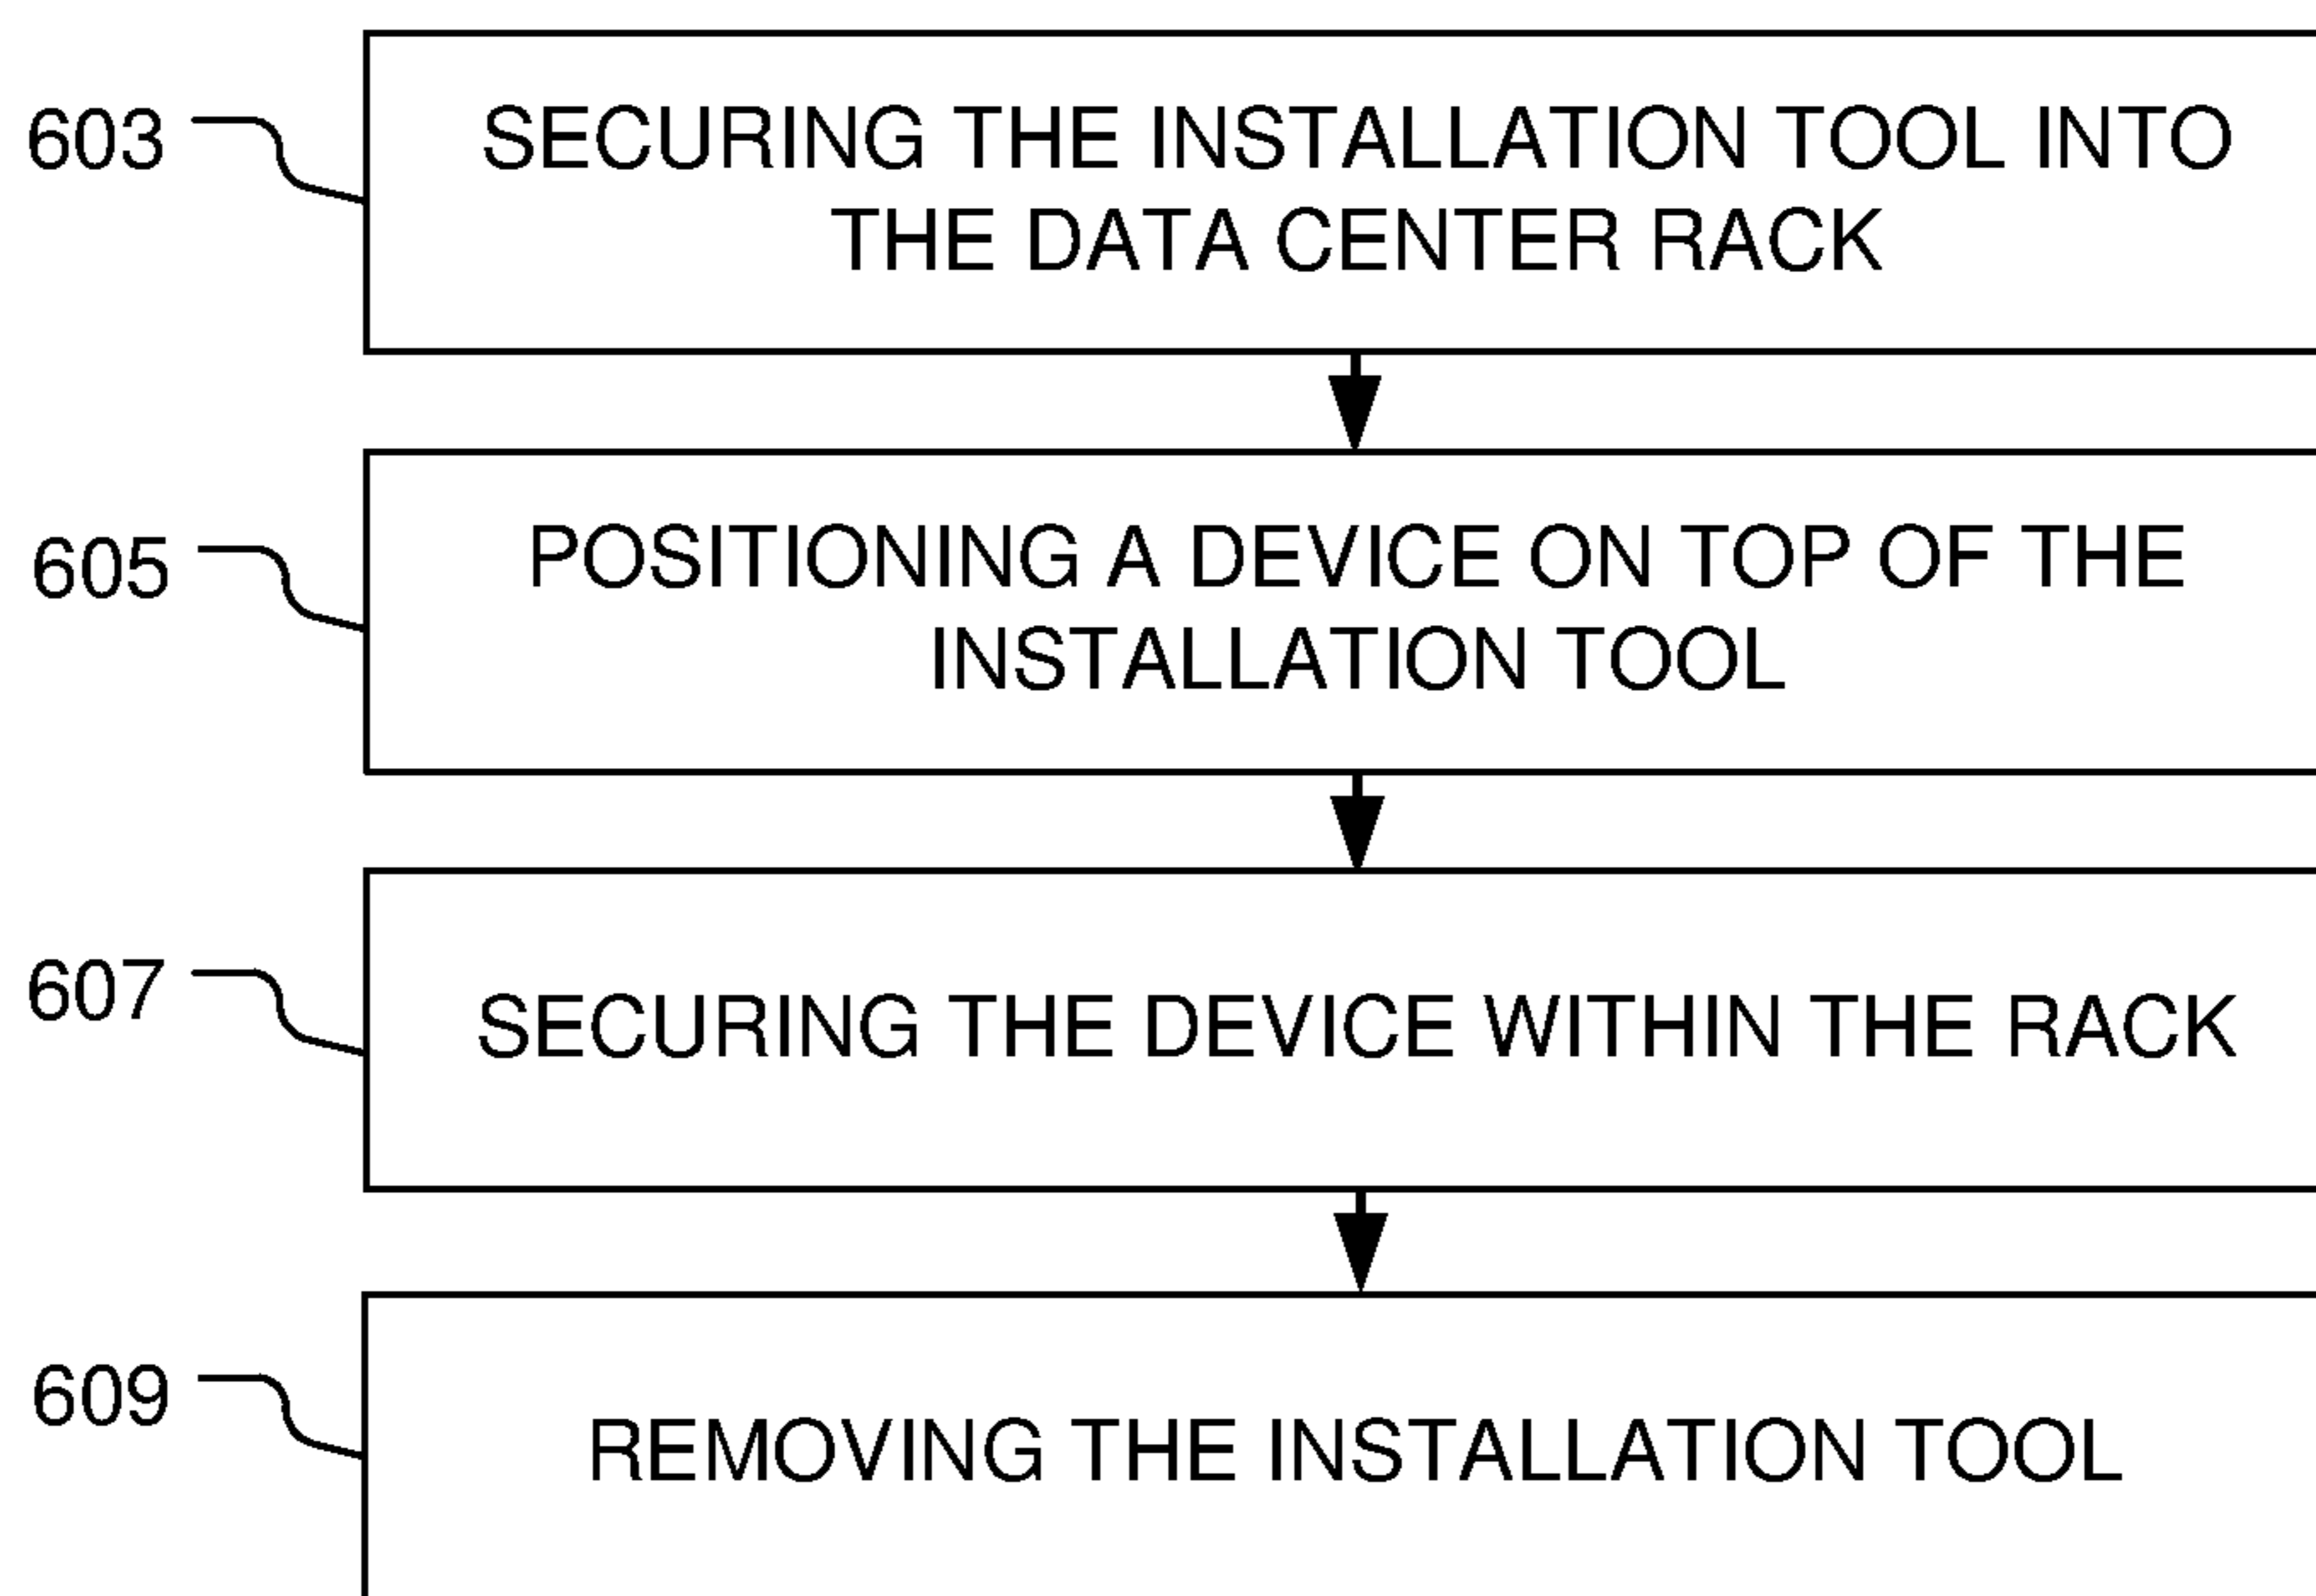 603
SECURING THE INSTALLATION TOOL INTO
THE DATA CENTER RACK
605
POSITIONING A DEVICE ON TOP OF THE
INSTALLATION TOOL
607
SECURING THE DEVICE WITHIN THE RACK
609
REMOVING THE INSTALLATION TOOL